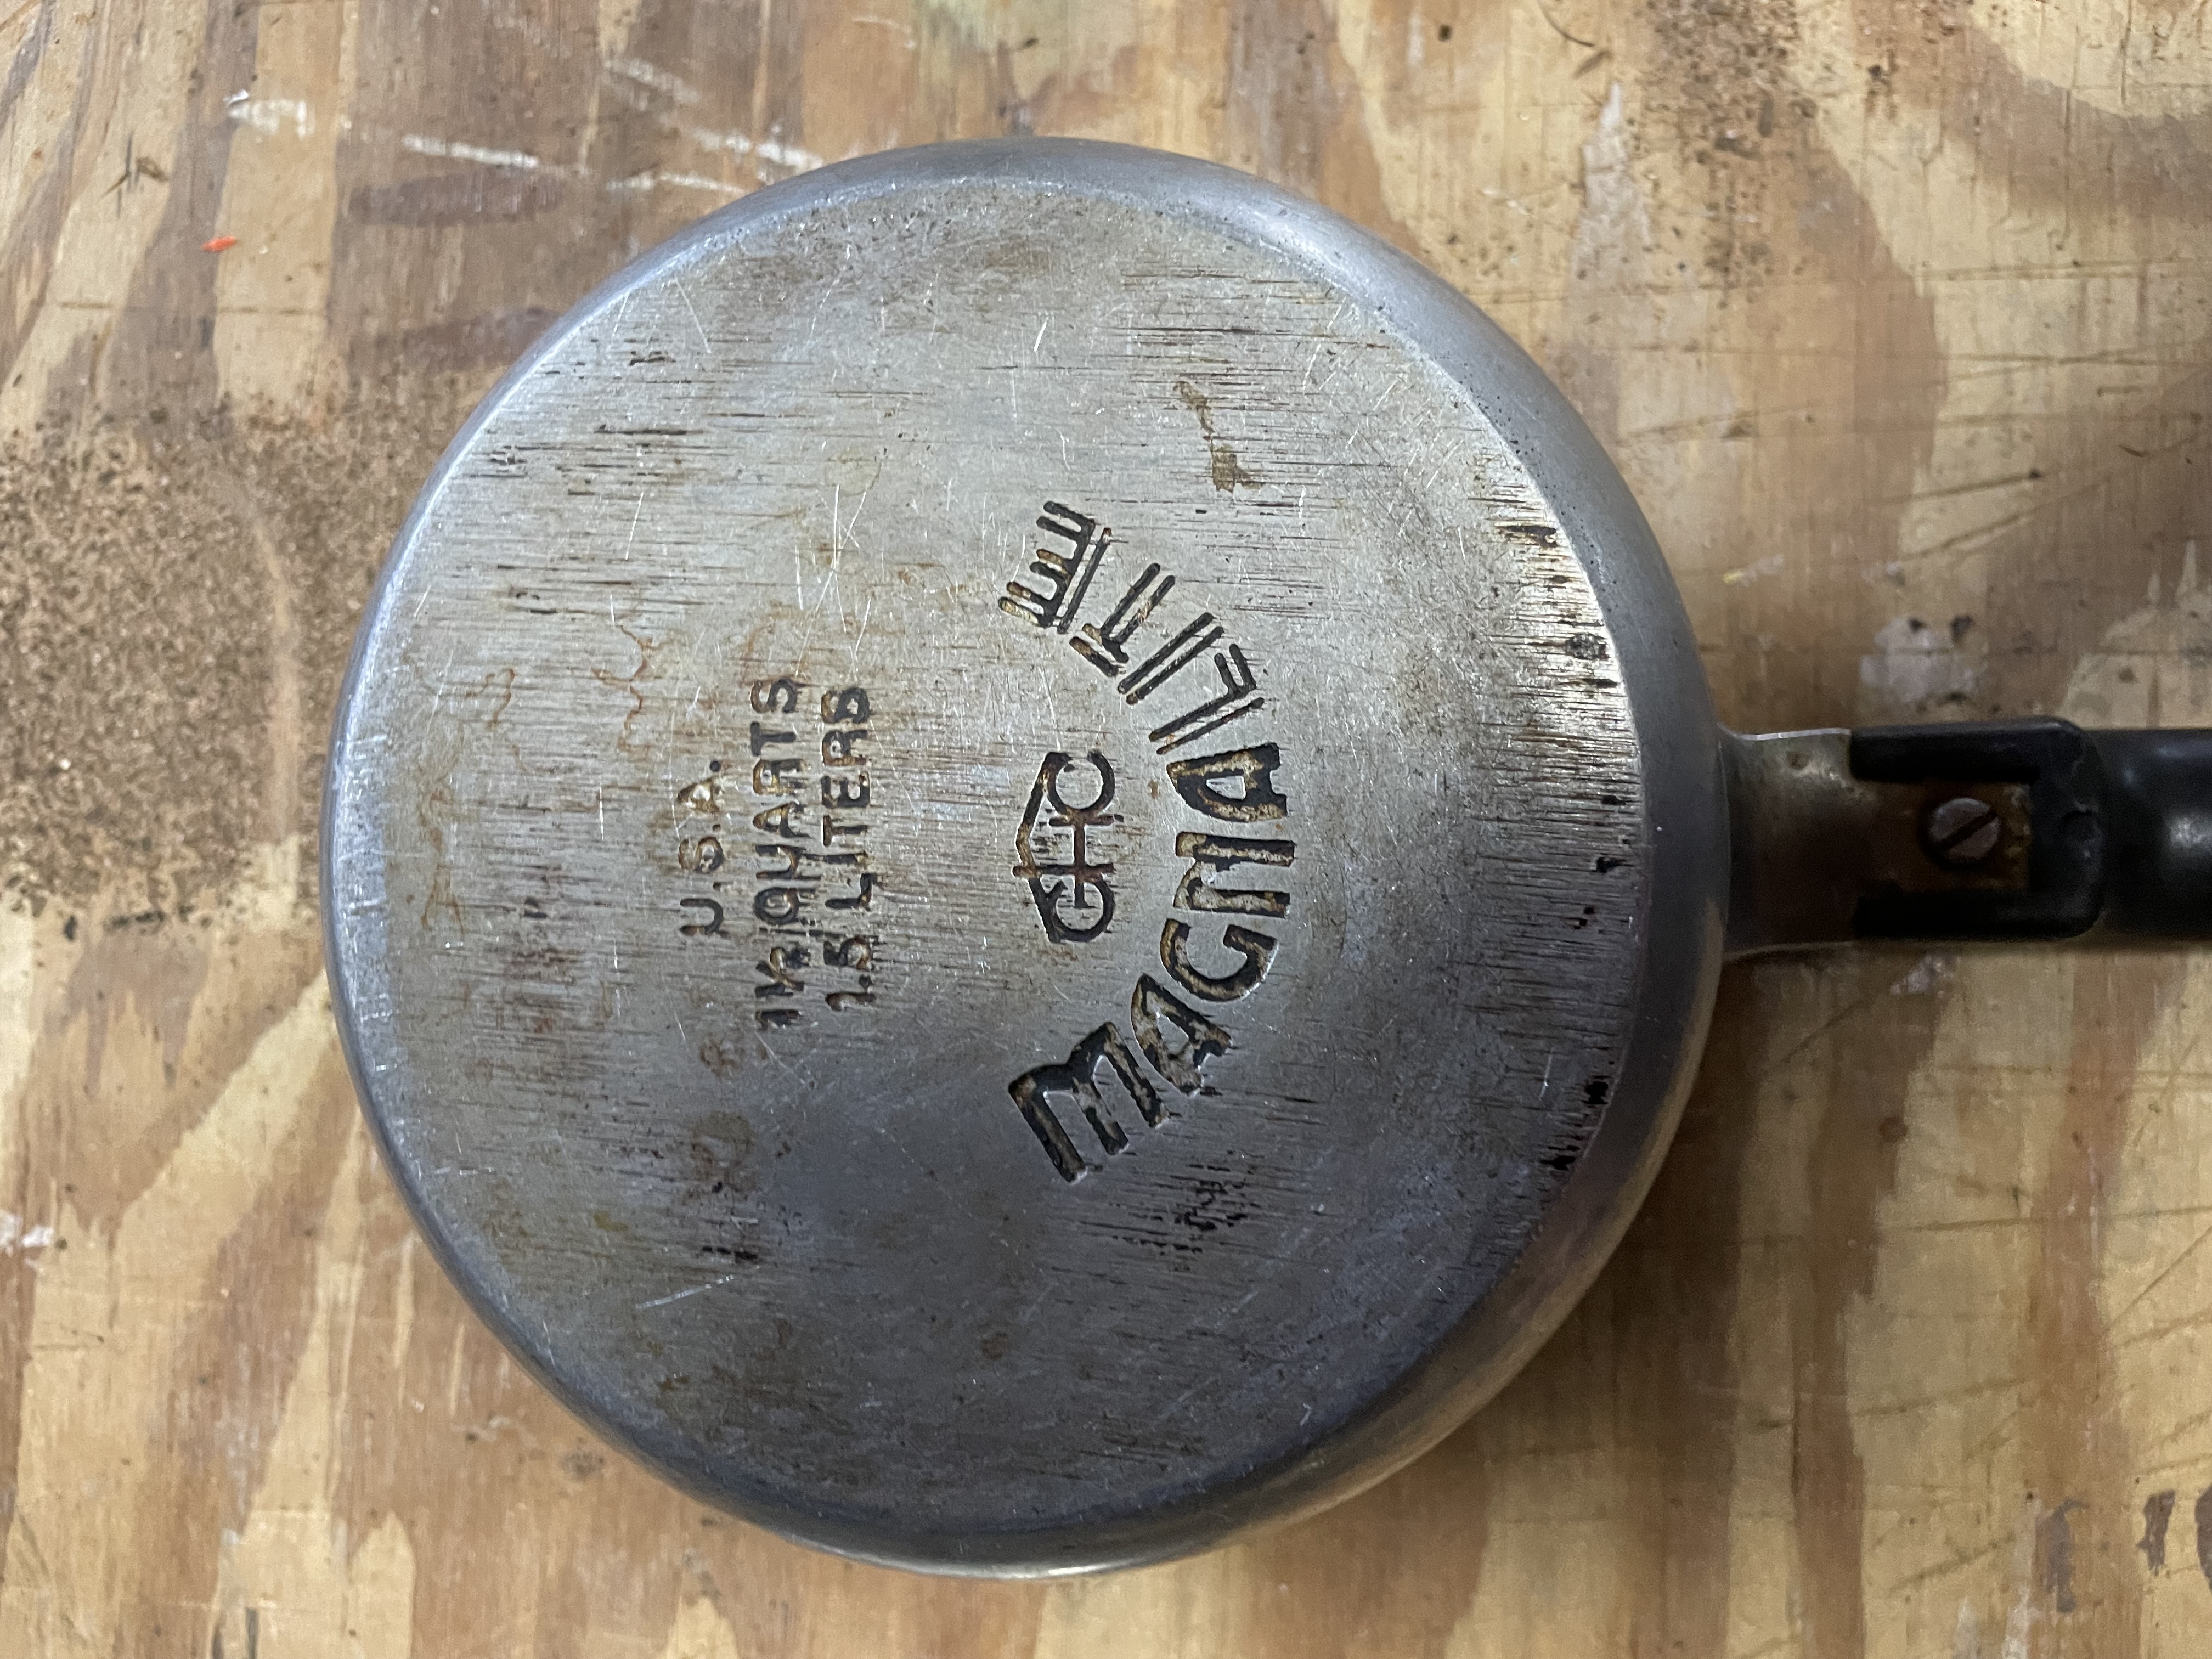 MAGNALITE
GHC
U.S.A.
1½ QUARTS
1.5 LITERS